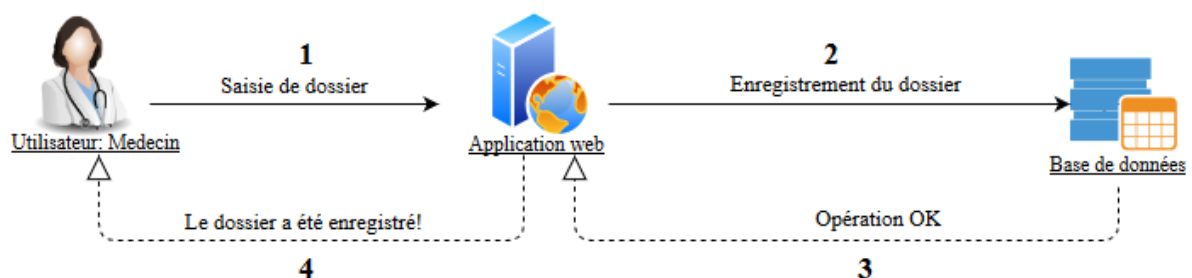 1
Saisie de dossier
2
Enregistrement du dossier
Utilisateur: Medecin
Application web
Base de données
Le dossier a été enregistré!
4
Opération OK
3